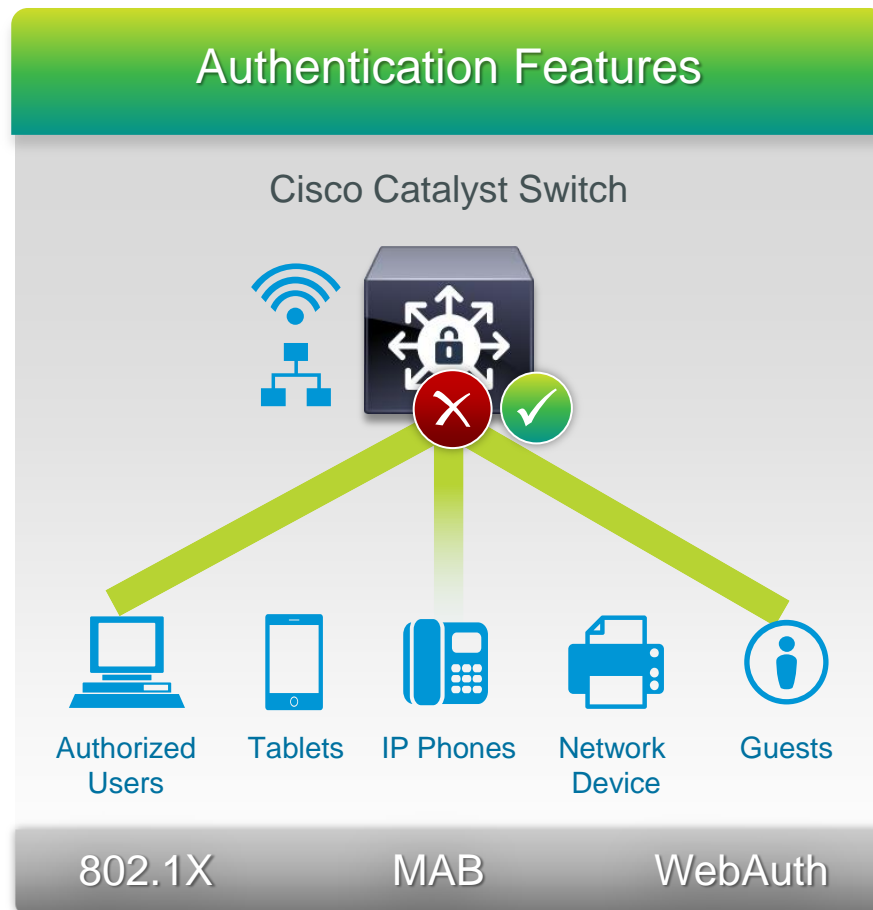 Authentication Features
Cisco Catalyst Switch
Authorized Users
Tablets
IP Phones
Network Device
Guests
802.1X
MAB
WebAuth